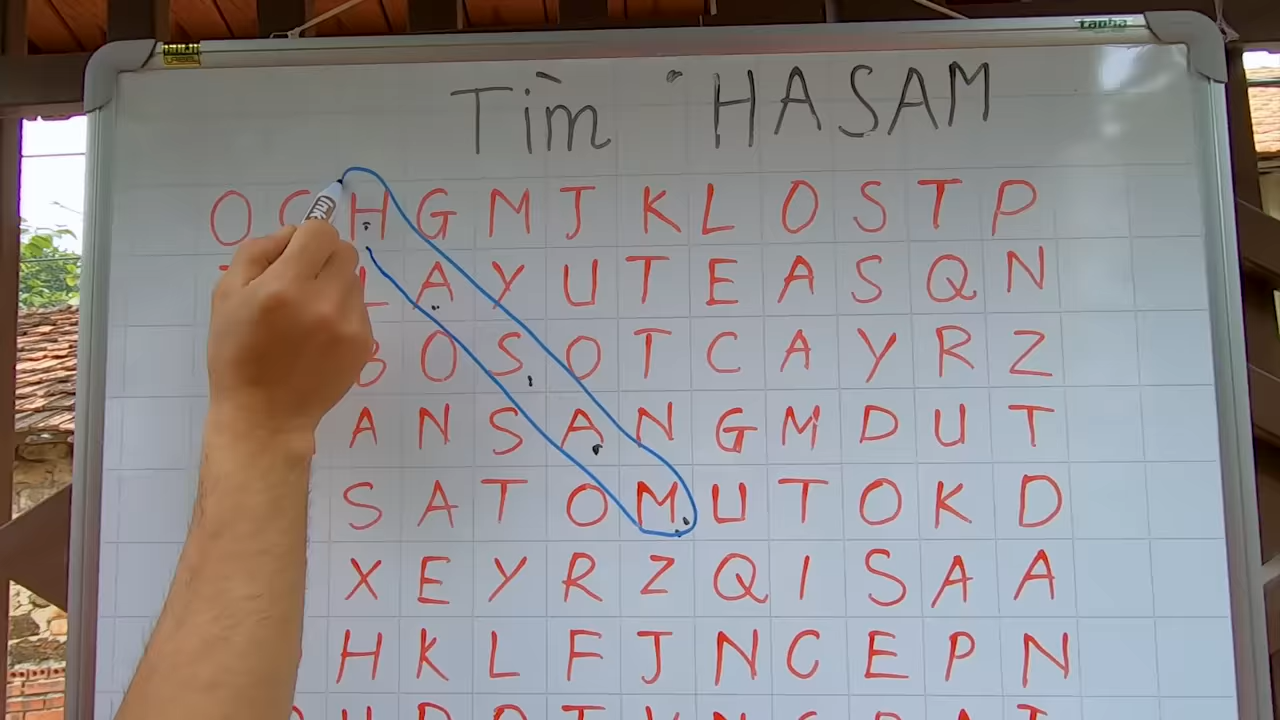 Tìm HASAM
O C H G M J K L O S T P
L A Y U T E A S Q N
B O S O T C A Y R Z
A N S A N G M D U T
S A T O M U T O K D
X E Y R Z Q I S A A
H K L F J N C E P N